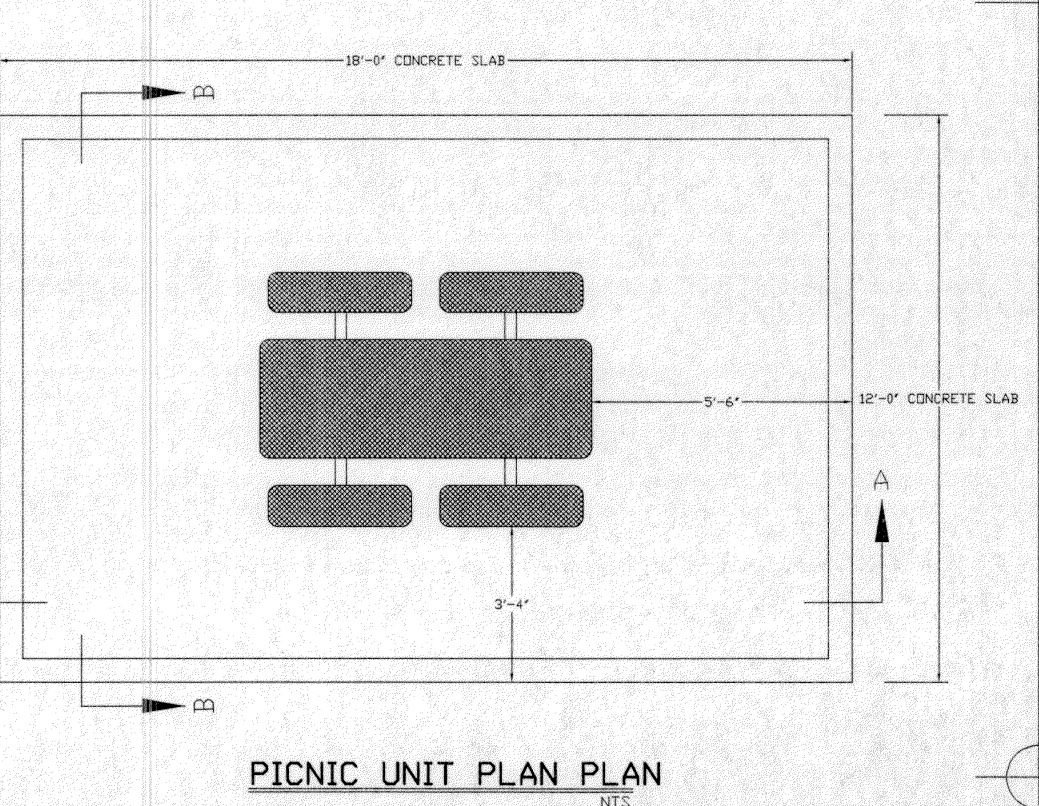 18'-0" CONCRETE SLAB
B
5'-6"
12'-0" CONCRETE SLAB
A
3'-4"
B
PICNIC UNIT PLAN PLAN
NTS